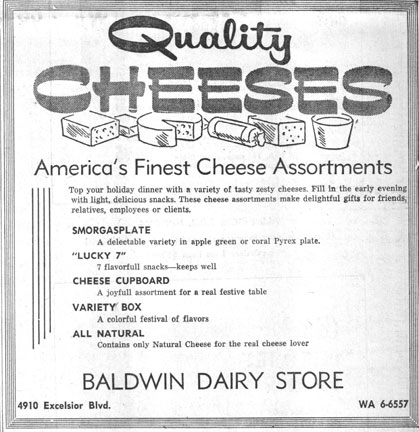 Quality
CHEESES
America's Finest Cheese Assortments
Top your holiday dinner with a variety of tasty zesty cheeses. Fill in the early evening
with light, delicious snacks. These cheese assortments make delightful gifts for friends,
relatives, employees or clients.
SMORGASPLATE
A delectable variety in apple green or coral Pyrex plate.
"LUCKY 7"
7 flavorfull snacks—keeps well
CHEESE CUPBOARD
A joyfull assortment for a real festive table
VARIETY BOX
A colorful festival of flavors
ALL NATURAL
Contains only Natural Cheese for the real cheese lover
BALDWIN DAIRY STORE
4910 Excelsior Blvd. WA 6-6557